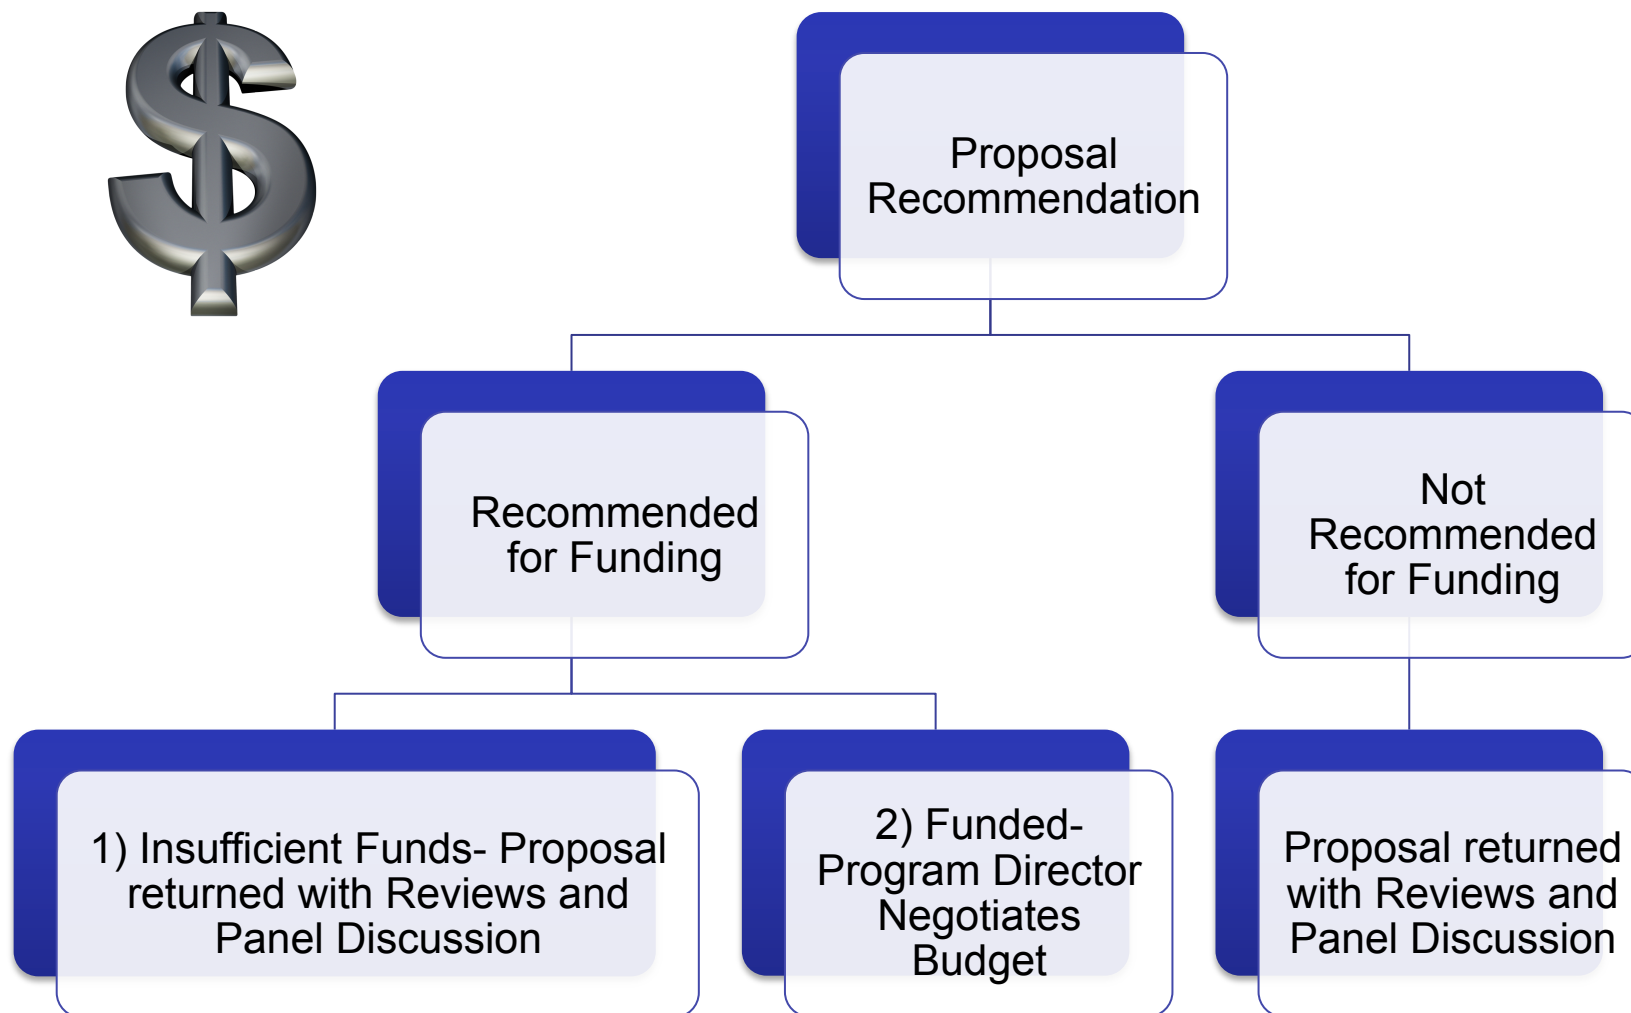 Proposal
Recommendation
Recommended
for Funding
Not
Recommended
for Funding
1) Insufficient Funds- Proposal
returned with Reviews and
Panel Discussion
2) Funded-
Program Director
Negotiates
Budget
Proposal returned
with Reviews and
Panel Discussion